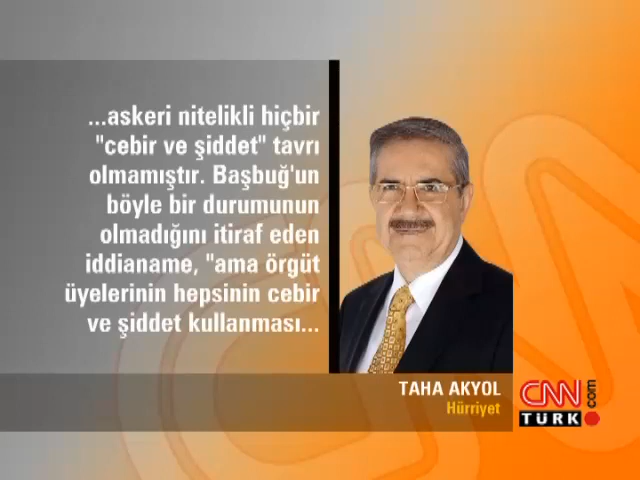 ...askeri nitelikli hiçbir
"cebir ve şiddet" tavrı
olmamıştır. Başbuğ'un
böyle bir durumunun
olmadığını itiraf eden
iddianame, "ama örgüt
üyelerinin hepsinin cebir
ve şiddet kullanması...
TAHA AKYOL
Hürriyet
CNN
TÜRK.com